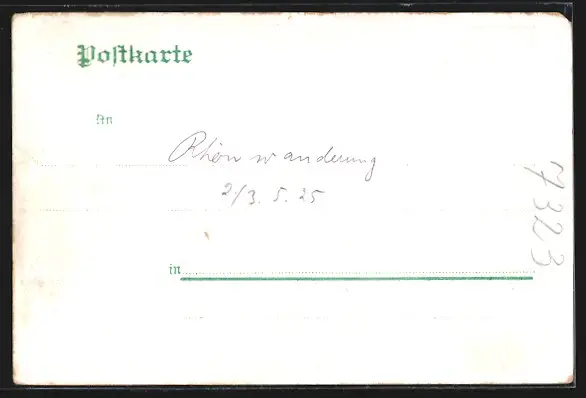 Postkarte
An
Rhönwanderung
2./3. 5. 25
in
7323